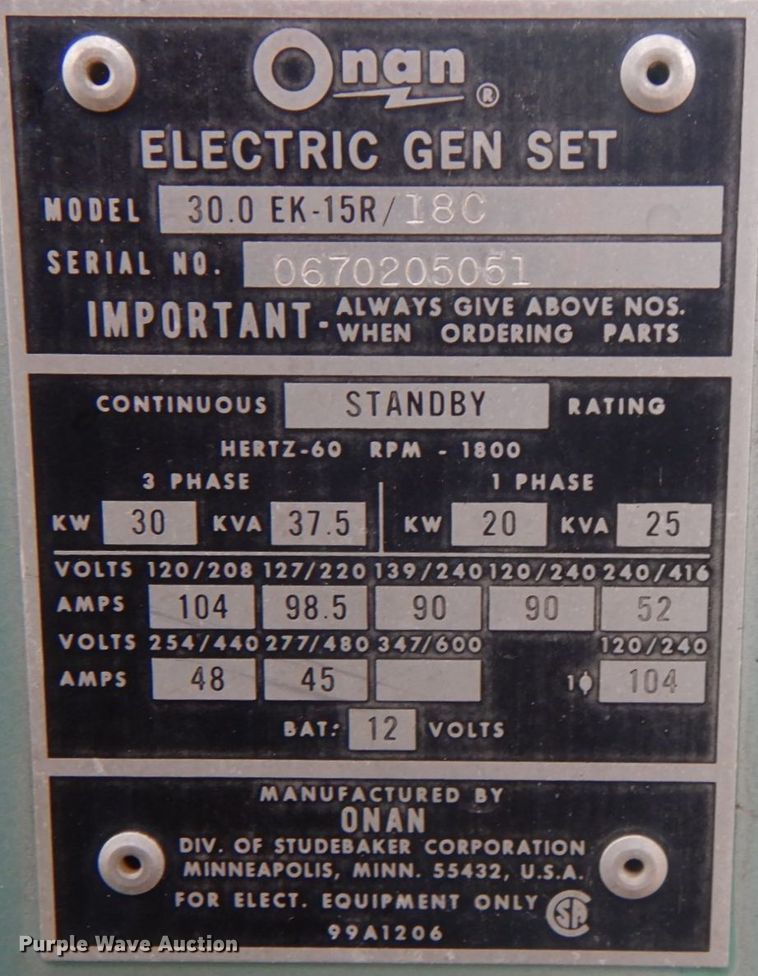 Onan ®
ELECTRIC GEN SET
MODEL 30.0 EK-15R/18C
SERIAL NO. 0670205051
IMPORTANT- ALWAYS GIVE ABOVE NOS.
WHEN ORDERING PARTS
CONTINUOUS STANDBY RATING
HERTZ-60 RPM - 1800
3 PHASE 1 PHASE
KW 30 KVA 37.5 KW 20 KVA 25
VOLTS 120/208 127/220 139/240 120/240 240/416
AMPS 104 98.5 90 90 52
VOLTS 254/440 277/480 347/600 120/240
AMPS 48 45 1ϕ 104
BAT: 12 VOLTS
MANUFACTURED BY
ONAN
DIV. OF STUDEBAKER CORPORATION
MINNEAPOLIS, MINN. 55432, U.S.A.
FOR ELECT. EQUIPMENT ONLY SA
99A1206
Purple Wave Auction